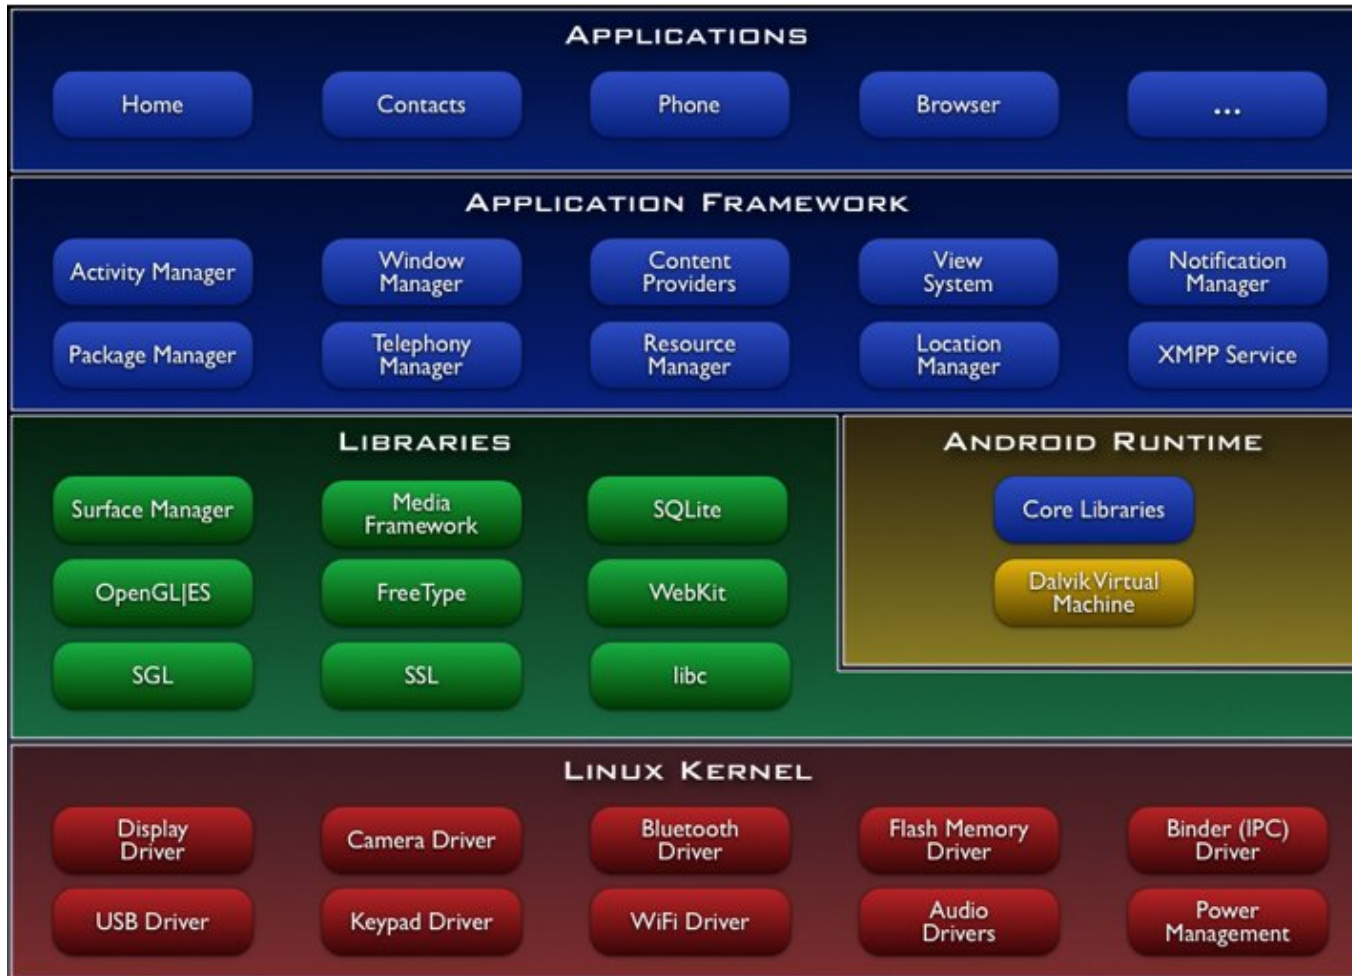 APPLICATIONS
Home
Contacts
Phone
Browser
...
APPLICATION FRAMEWORK
Activity Manager
Window
Manager
Content
Providers
View
System
Notification
Manager
Package Manager
Telephony
Manager
Resource
Manager
Location
Manager
XMPP Service
LIBRARIES
Surface Manager
Media
Framework
SQLite
OpenGL|ES
FreeType
WebKit
SGL
SSL
libc
ANDROID RUNTIME
Core Libraries
Dalvik Virtual
Machine
LINUX KERNEL
Display
Driver
Camera Driver
Bluetooth
Driver
Flash Memory
Driver
Binder (IPC)
Driver
USB Driver
Keypad Driver
WiFi Driver
Audio
Drivers
Power
Management